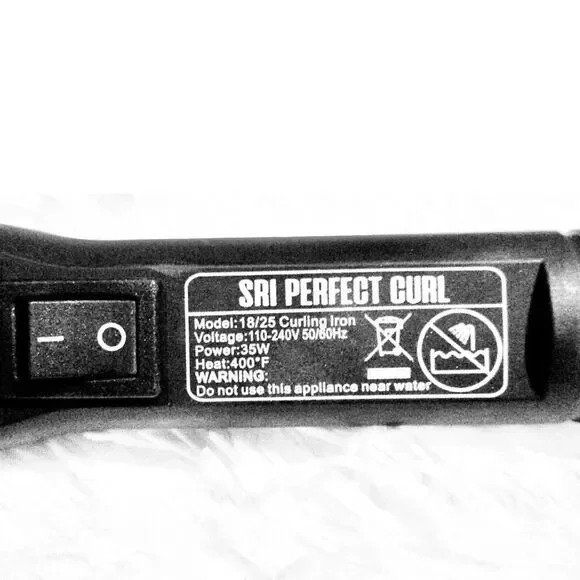 SRI PERFECT CURL
Model:18/25 Curling Iron
Voltage:110-240V 50/60Hz
Power:35W
Heat:400°F
WARNING:
Do not use this appliance near water